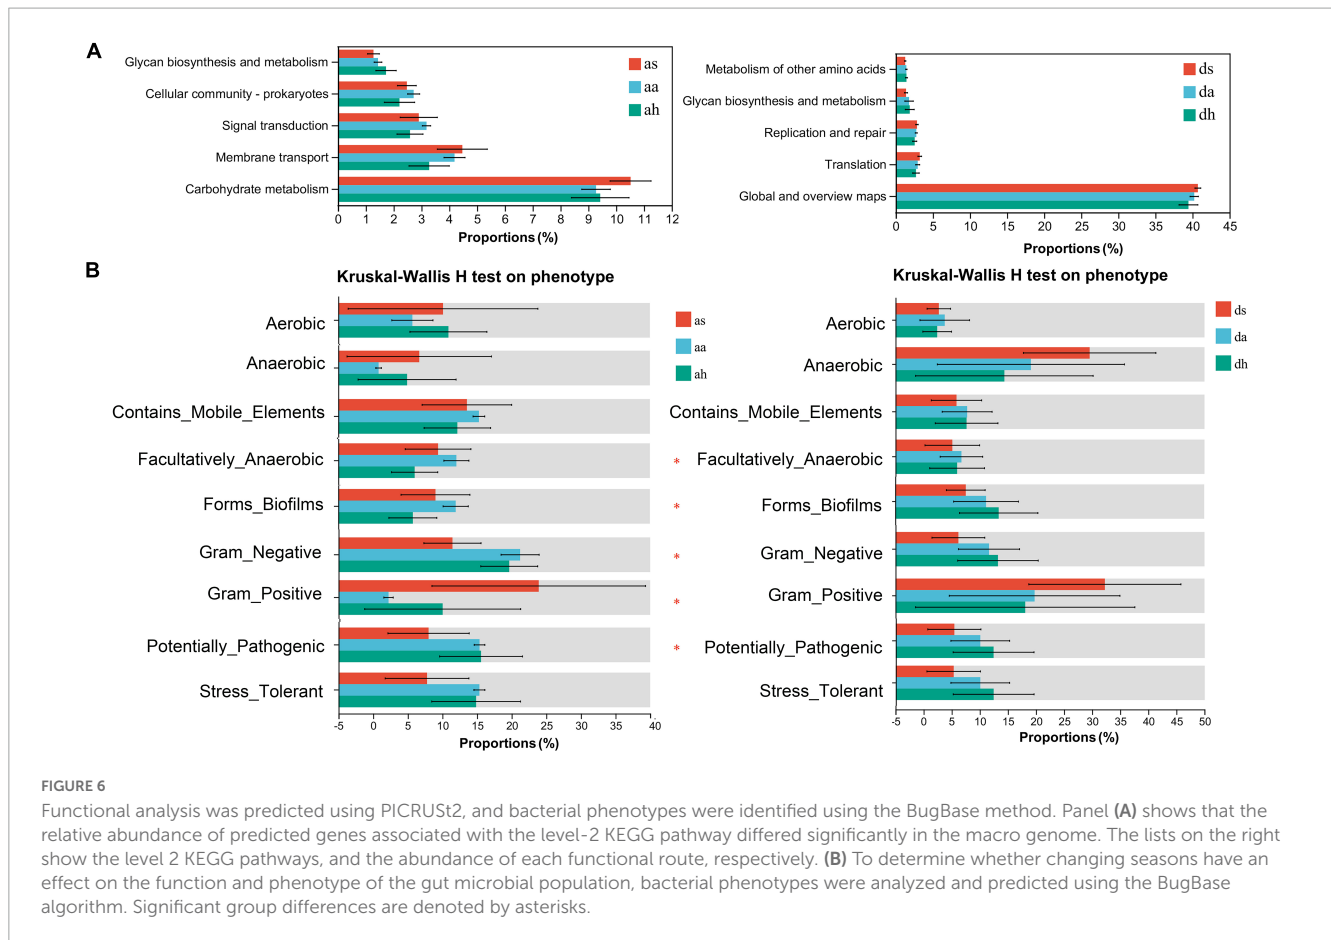 A
Glycan biosynthesis and metabolism
Cellular community - prokaryotes
Signal transduction
Membrane transport
Carbohydrate metabolism
as
aa
ah
0 1 2 3 4 5 6 7 8 9 10 11 12
Proportions (%)
Metabolism of other amino acids
Glycan biosynthesis and metabolism
Replication and repair
Translation
Global and overview maps
ds
da
dh
0 5 10 15 20 25 30 35 40 45
Proportions (%)
B
Kruskal-Wallis H test on phenotype
Aerobic
Anaerobic
Contains_Mobile_Elements
Facultatively_Anaerobic
Forms_Biofilms
Gram_Negative
Gram_Positive
Potentially_Pathogenic
Stress_Tolerant
as
aa
ah
*
*
*
*
*
-5 0 5 10 15 20 25 30 35 40
Proportions (%)
Kruskal-Wallis H test on phenotype
Aerobic
Anaerobic
Contains_Mobile_Elements
Facultatively_Anaerobic
Forms_Biofilms
Gram_Negative
Gram_Positive
Potentially_Pathogenic
Stress_Tolerant
ds
da
dh
-5 0 5 10 15 20 25 30 35 40 45 50
Proportions (%)
FIGURE 6
Functional analysis was predicted using PICRUSt2, and bacterial phenotypes were identified using the BugBase method. Panel (A) shows that the
relative abundance of predicted genes associated with the level-2 KEGG pathway differed significantly in the macro genome. The lists on the right
show the level 2 KEGG pathways, and the abundance of each functional route, respectively. (B) To determine whether changing seasons have an
effect on the function and phenotype of the gut microbial population, bacterial phenotypes were analyzed and predicted using the BugBase
algorithm. Significant group differences are denoted by asterisks.